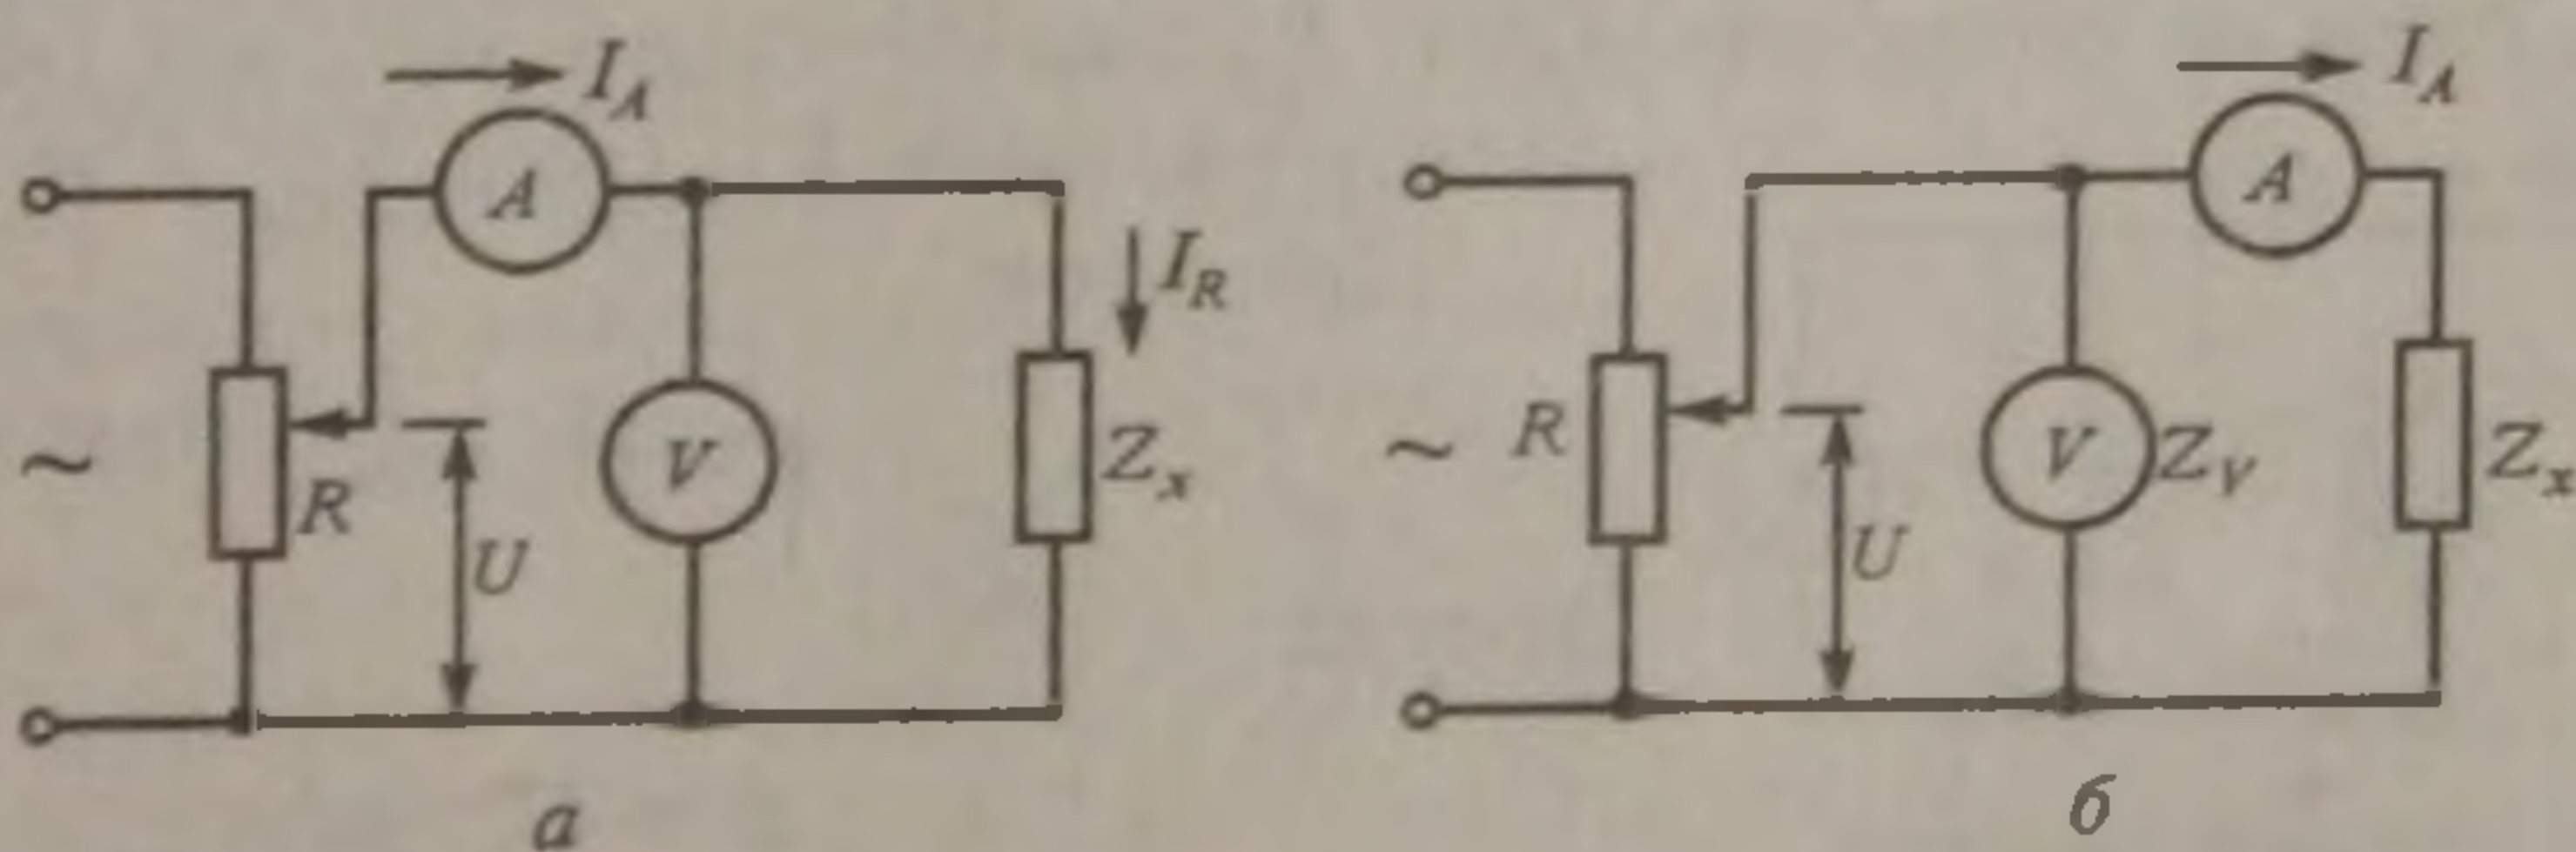 I_A
I_A
A
A
I_R
~
R
U
V
Z_x
~
R
U
V
Z_V
Z_x
а
б